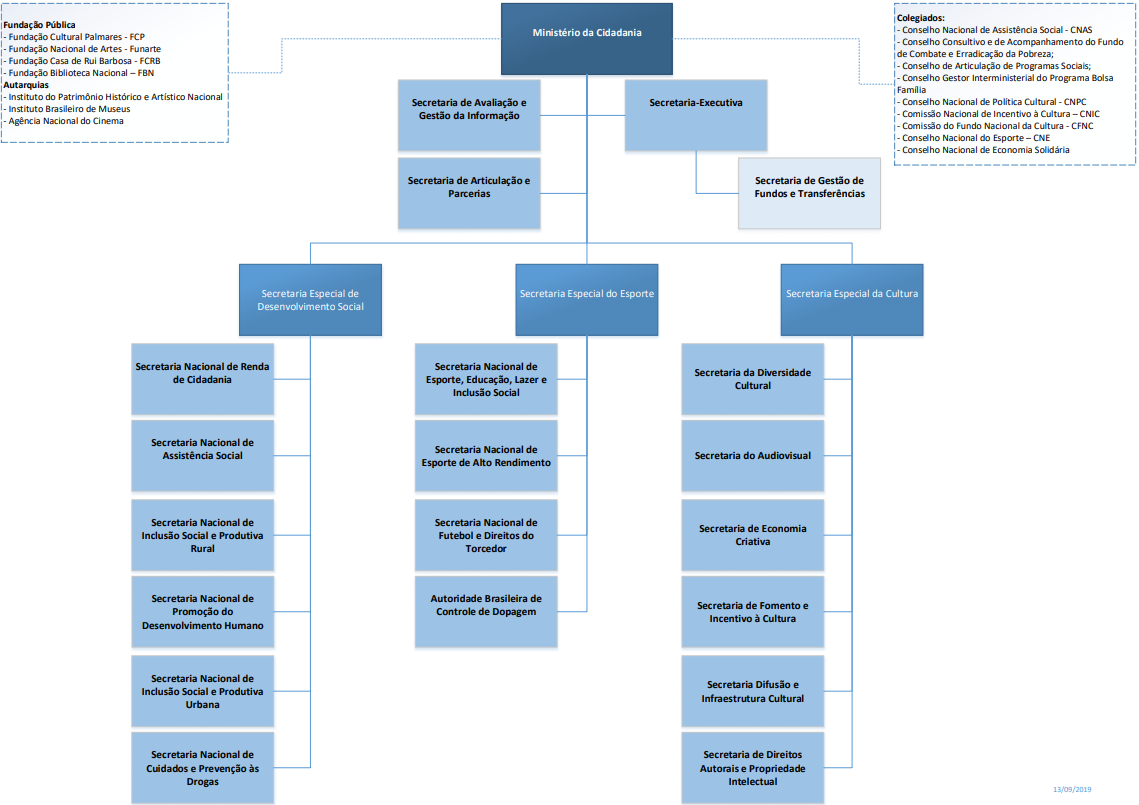 Fundação Pública
- Fundação Cultural Palmares - FCP
- Fundação Nacional de Artes - Funarte
- Fundação Casa de Rui Barbosa - FCRB
- Fundação Biblioteca Nacional – FBN
Autarquias
- Instituto do Patrimônio Histórico e Artístico Nacional
- Instituto Brasileiro de Museus
- Agência Nacional do Cinema
Ministério da Cidadania
Colegiados:
- Conselho Nacional de Assistência Social - CNAS
- Conselho Consultivo e de Acompanhamento do Fundo
de Combate e Erradicação da Pobreza;
- Conselho de Articulação de Programas Sociais;
- Conselho Gestor Interministerial do Programa Bolsa
Família
- Conselho Nacional de Política Cultural - CNPC
- Comissão Nacional de Incentivo à Cultura – CNIC
- Comissão do Fundo Nacional da Cultura - CFNC
- Conselho Nacional do Esporte – CNE
- Conselho Nacional de Economia Solidária
Secretaria de Avaliação e
Gestão da Informação
Secretaria-Executiva
Secretaria de Articulação e
Parcerias
Secretaria de Gestão de
Fundos e Transferências
Secretaria Especial de
Desenvolvimento Social
Secretaria Especial do Esporte
Secretaria Especial da Cultura
Secretaria Nacional de Renda
de Cidadania
Secretaria Nacional de
Assistência Social
Secretaria Nacional de
Inclusão Social e Produtiva
Rural
Secretaria Nacional de
Promoção do
Desenvolvimento Humano
Secretaria Nacional de
Inclusão Social e Produtiva
Urbana
Secretaria Nacional de
Cuidados e Prevenção às
Drogas
Secretaria Nacional de
Esporte, Educação, Lazer e
Inclusão Social
Secretaria Nacional de
Esporte de Alto Rendimento
Secretaria Nacional de
Futebol e Direitos do
Torcedor
Autoridade Brasileira de
Controle de Dopagem
Secretaria da Diversidade
Cultural
Secretaria do Audiovisual
Secretaria de Economia
Criativa
Secretaria de Fomento e
Incentivo à Cultura
Secretaria Difusão e
Infraestrutura Cultural
Secretaria de Direitos
Autorais e Propriedade
Intelectual
13/09/2019